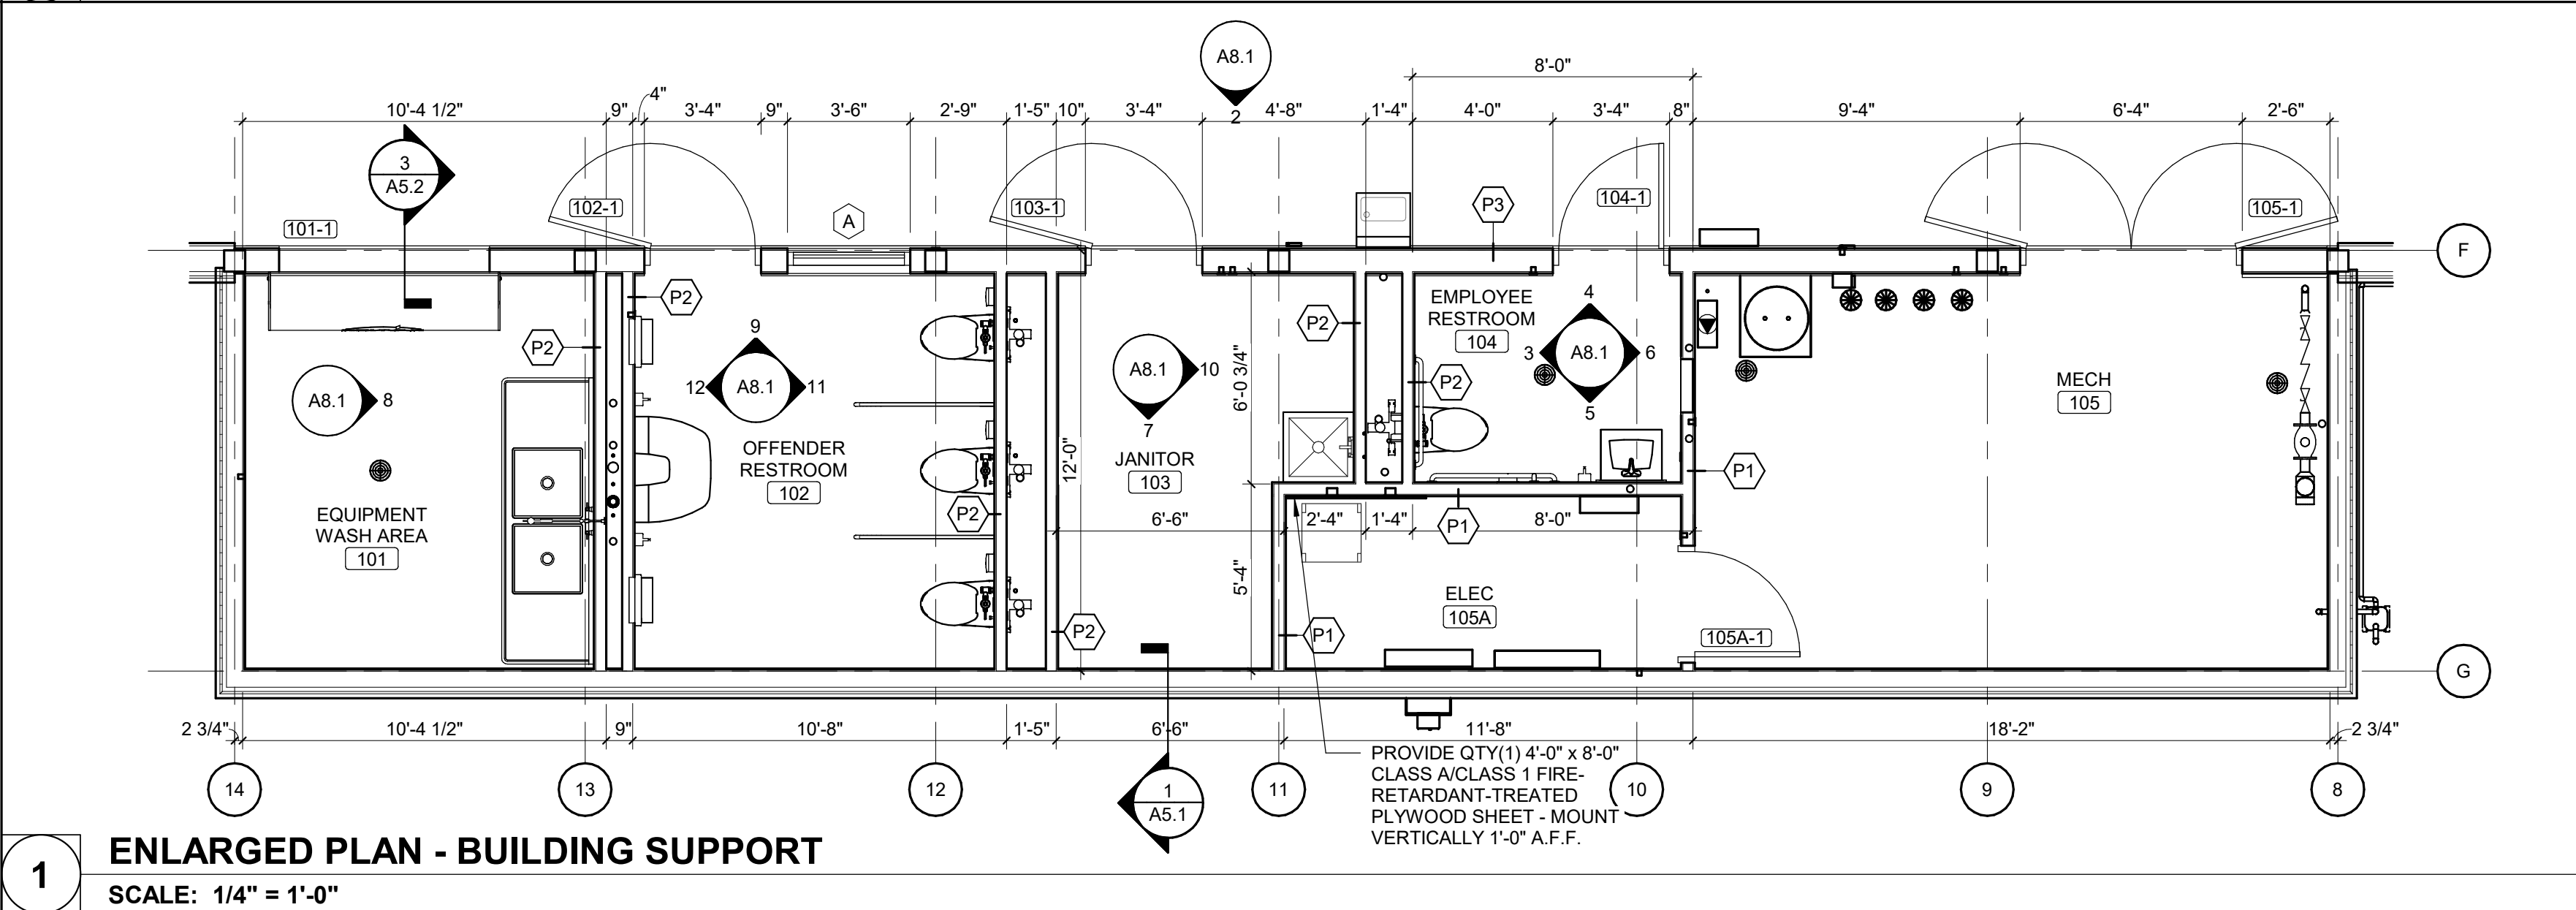 A8.1
2
8'-0"
10'-4 1/2"
9"
4"
3'-4"
9"
3'-6"
2'-9"
1'-5"
10"
3'-4"
4'-8"
1'-4"
4'-0"
3'-4"
8"
9'-4"
6'-4"
2'-6"
3
A5.2
101-1
102-1
A
103-1
P3
104-1
105-1
F
P2
P2
9
12
A8.1
11
A8.1
8
A8.1
10
7
P2
6'-0 3/4"
EMPLOYEE
RESTROOM
104
4
3
A8.1
6
5
P2
MECH
105
OFFENDER
RESTROOM
102
JANITOR
103
12'-0"
P1
EQUIPMENT
WASH AREA
101
P2
6'-6"
2'-4"
1'-4"
P1
8'-0"
5'-4"
ELEC
105A
P2
P1
105A-1
G
2 3/4"
10'-4 1/2"
9"
10'-8"
1'-5"
6'-6"
11'-8"
18'-2"
2 3/4"
PROVIDE QTY(1) 4'-0" x 8'-0"
CLASS A/CLASS 1 FIRE-
RETARDANT-TREATED
PLYWOOD SHEET - MOUNT
VERTICALLY 1'-0" A.F.F.
14
13
12
1
A5.1
11
10
9
8
1
ENLARGED PLAN - BUILDING SUPPORT
SCALE: 1/4" = 1'-0"